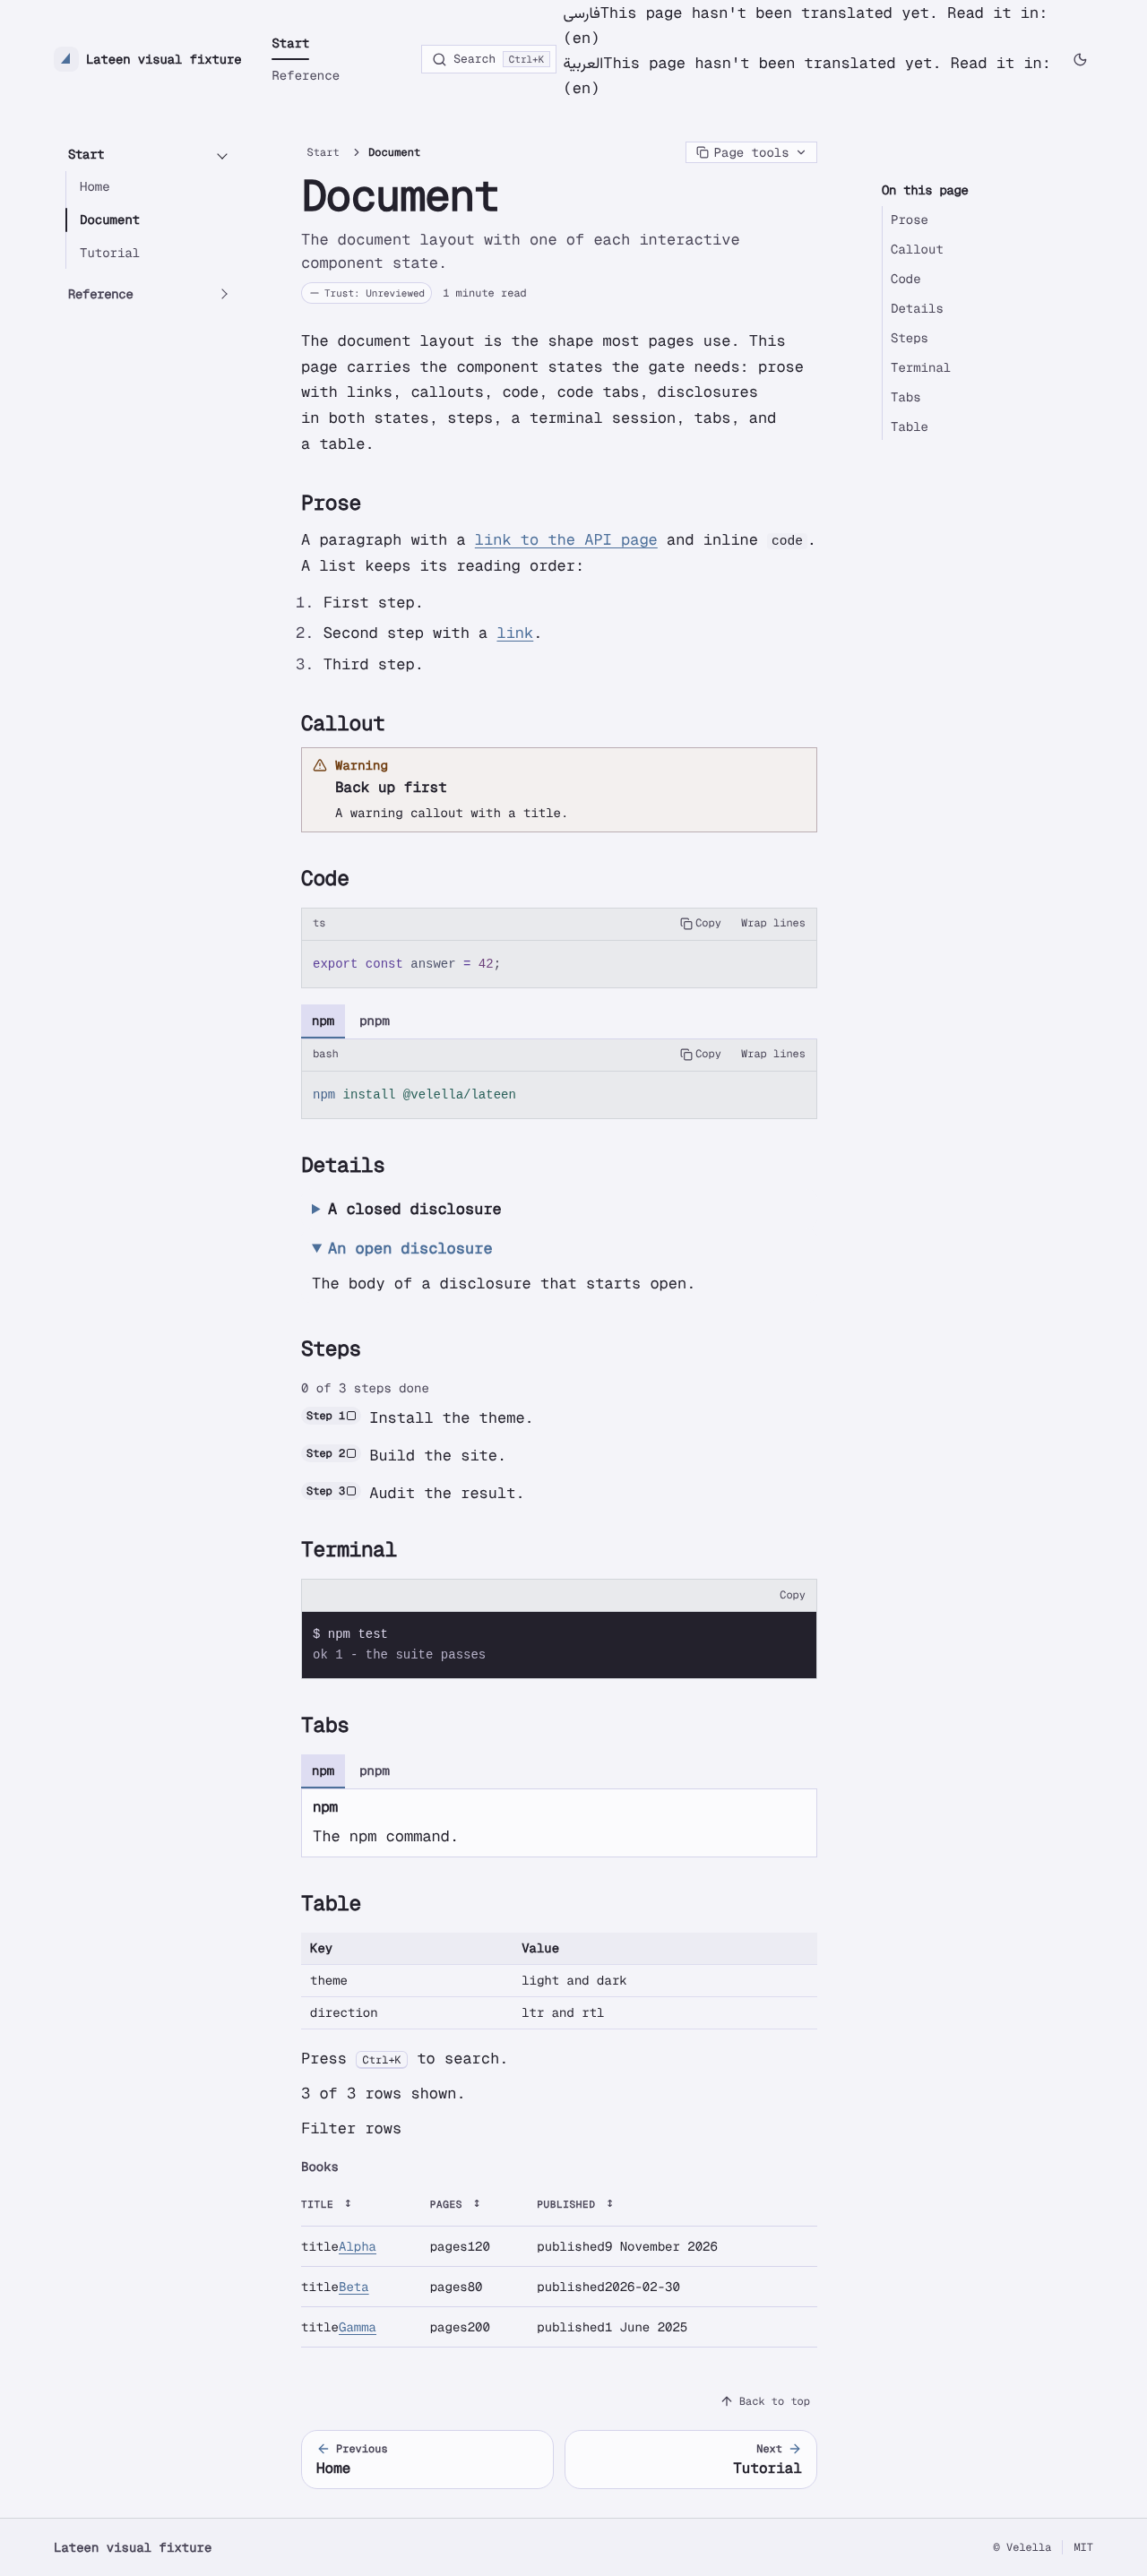 Lateen visual fixture
Start
Reference
Search Ctrl+K
فارسیThis page hasn't been translated yet. Read it in:
(en)
العربيةThis page hasn't been translated yet. Read it in:
(en)
Start
Home
Document
Tutorial
Reference
Start > Document
Page tools
Document
The document layout with one of each interactive
component state.
— Trust: Unreviewed 1 minute read
The document layout is the shape most pages use. This
page carries the component states the gate needs: prose
with links, callouts, code, code tabs, disclosures
in both states, steps, a terminal session, tabs, and
a table.
Prose
A paragraph with a link to the API page and inline code.
A list keeps its reading order:
1. First step.
2. Second step with a link.
3. Third step.
Callout
Warning
Back up first
A warning callout with a title.
Code
ts Copy Wrap lines
export const answer = 42;
npm pnpm
bash Copy Wrap lines
npm install @velella/lateen
Details
A closed disclosure
An open disclosure
The body of a disclosure that starts open.
Steps
0 of 3 steps done
Step 1 Install the theme.
Step 2 Build the site.
Step 3 Audit the result.
Terminal
Copy
$ npm test
ok 1 - the suite passes
Tabs
npm pnpm
npm
The npm command.
Table
Key Value
theme light and dark
direction ltr and rtl
Press Ctrl+K to search.
3 of 3 rows shown.
Filter rows
Books
TITLE ↕ PAGES ↕ PUBLISHED ↕
titleAlpha pages120 published9 November 2026
titleBeta pages80 published2026-02-30
titleGamma pages200 published1 June 2025
↑ Back to top
← Previous
Home
Next →
Tutorial
On this page
Prose
Callout
Code
Details
Steps
Terminal
Tabs
Table
Lateen visual fixture
© Velella MIT